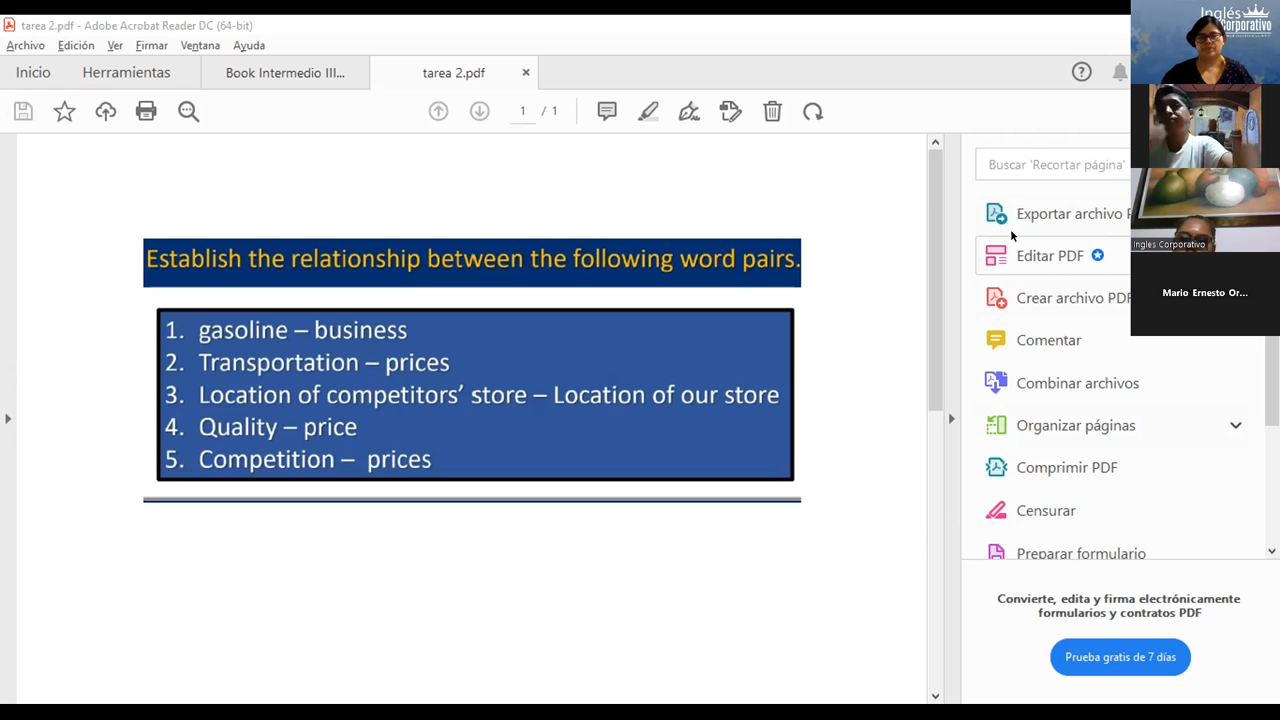 tarea 2.pdf - Adobe Acrobat Reader DC (64-bit)
Archivo Edición Ver Firmar Ventana Ayuda
Inicio Herramientas Book Intermedio III... tarea 2.pdf ×
1 / 1
Establish the relationship between the following word pairs.
1. gasoline – business
2. Transportation – prices
3. Location of competitors’ store – Location of our store
4. Quality – price
5. Competition – prices
Buscar 'Recortar página'
Exportar archivo P
Editar PDF
Crear archivo PDF
Comentar
Combinar archivos
Organizar páginas
Comprimir PDF
Censurar
Preparar formulario
Convierte, edita y firma electrónicamente
formularios y contratos PDF
Prueba gratis de 7 días
Inglés
Corporativo
Ingles Corporativo
Mario Ernesto Or...